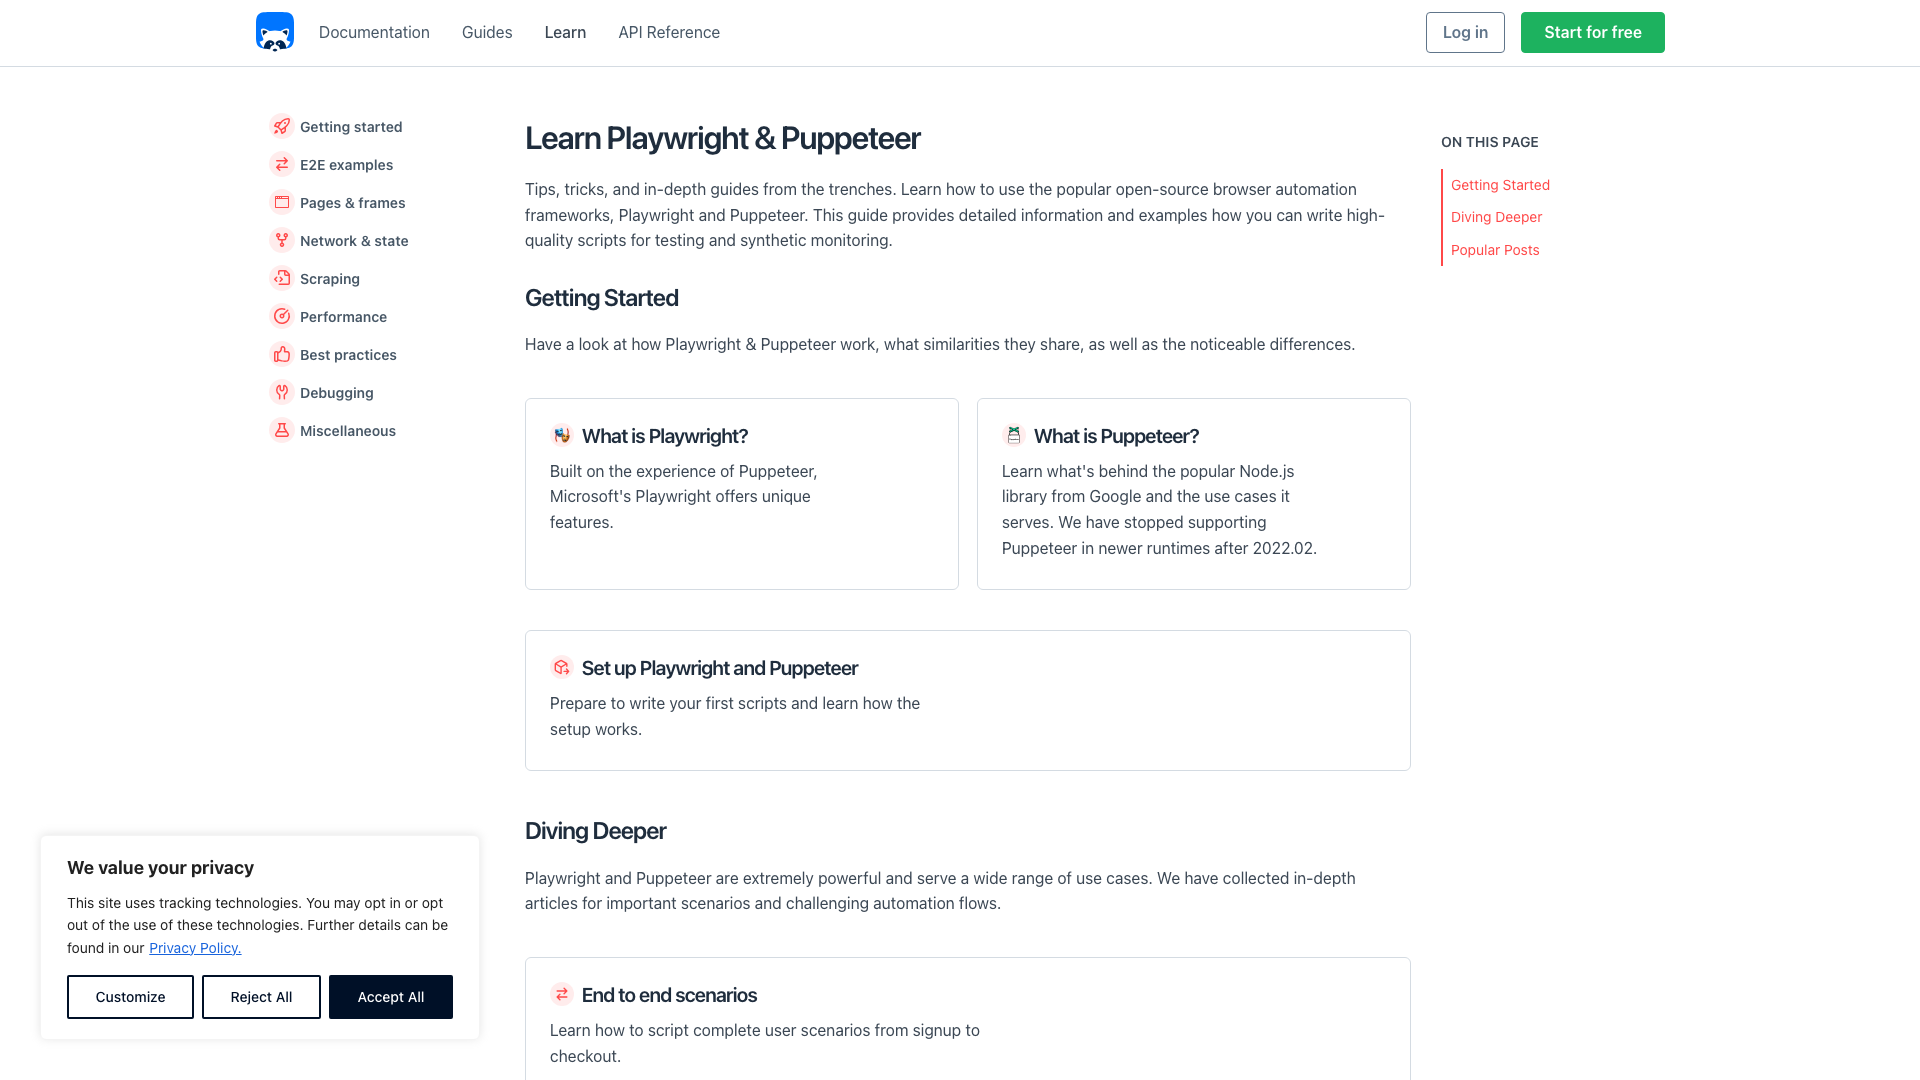 Documentation
Guides
Learn
API Reference
Log in
Start for free
Getting started
E2E examples
Pages & frames
Network & state
Scraping
Performance
Best practices
Debugging
Miscellaneous
Learn Playwright & Puppeteer
Tips, tricks, and in-depth guides from the trenches. Learn how to use the popular open-source browser automation
frameworks, Playwright and Puppeteer. This guide provides detailed information and examples how you can write high-
quality scripts for testing and synthetic monitoring.
Getting Started
Have a look at how Playwright & Puppeteer work, what similarities they share, as well as the noticeable differences.
What is Playwright?
Built on the experience of Puppeteer,
Microsoft's Playwright offers unique
features.
What is Puppeteer?
Learn what's behind the popular Node.js
library from Google and the use cases it
serves. We have stopped supporting
Puppeteer in newer runtimes after 2022.02.
Set up Playwright and Puppeteer
Prepare to write your first scripts and learn how the
setup works.
Diving Deeper
Playwright and Puppeteer are extremely powerful and serve a wide range of use cases. We have collected in-depth
articles for important scenarios and challenging automation flows.
End to end scenarios
Learn how to script complete user scenarios from signup to
checkout.
ON THIS PAGE
Getting Started
Diving Deeper
Popular Posts
We value your privacy
This site uses tracking technologies. You may opt in or opt
out of the use of these technologies. Further details can be
found in our Privacy Policy.
Customize
Reject All
Accept All